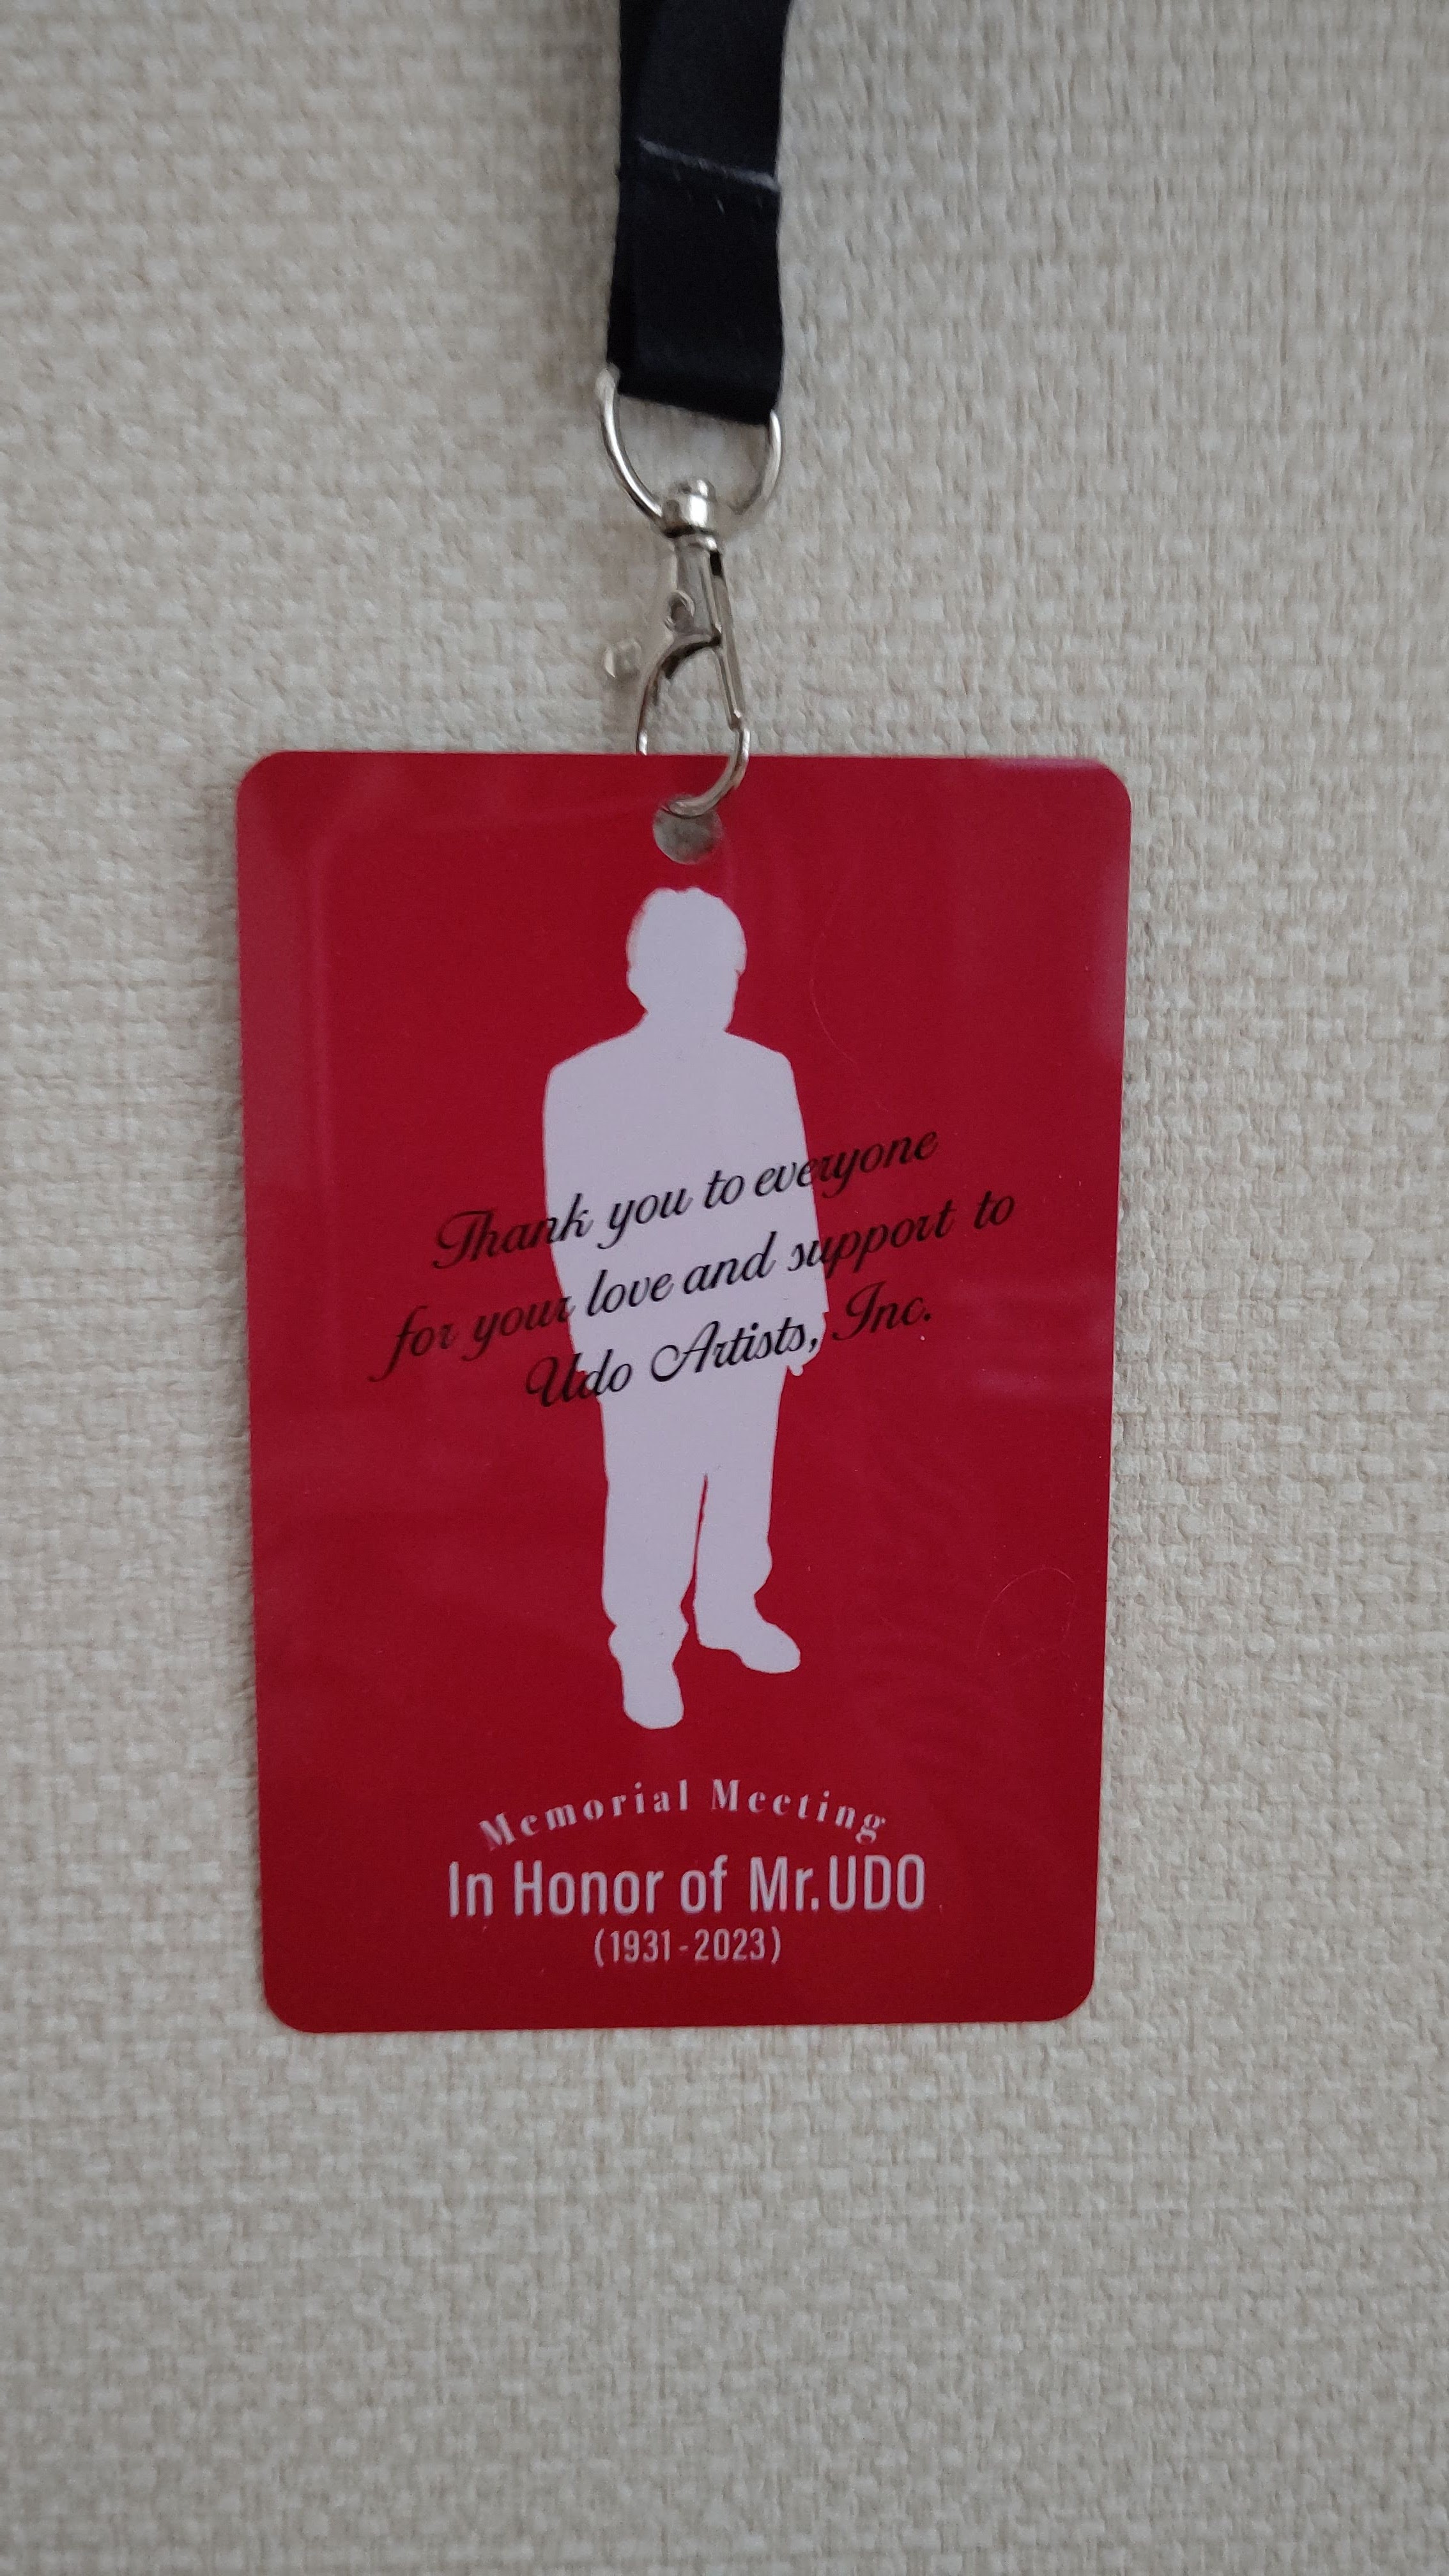 Thank you to everyone
for your love and support to
Udo Artists, Inc.
Memorial Meeting
In Honor of Mr.UDO
(1931-2023)